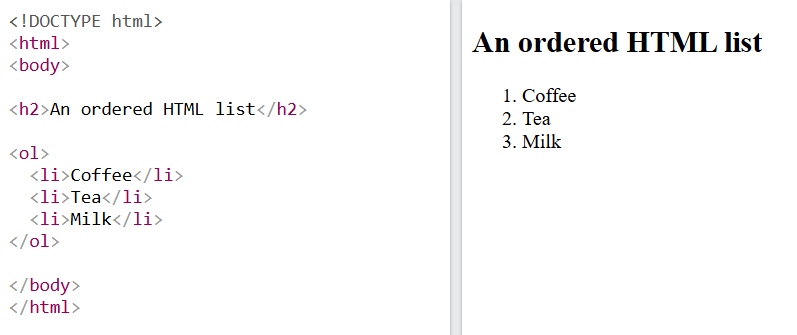 <!DOCTYPE html>
<html>
<body>
<h2>An ordered HTML list</h2>
<ol>
<li>Coffee</li>
<li>Tea</li>
<li>Milk</li>
</ol>
</body>
</html>
An ordered HTML list
1. Coffee
2. Tea
3. Milk